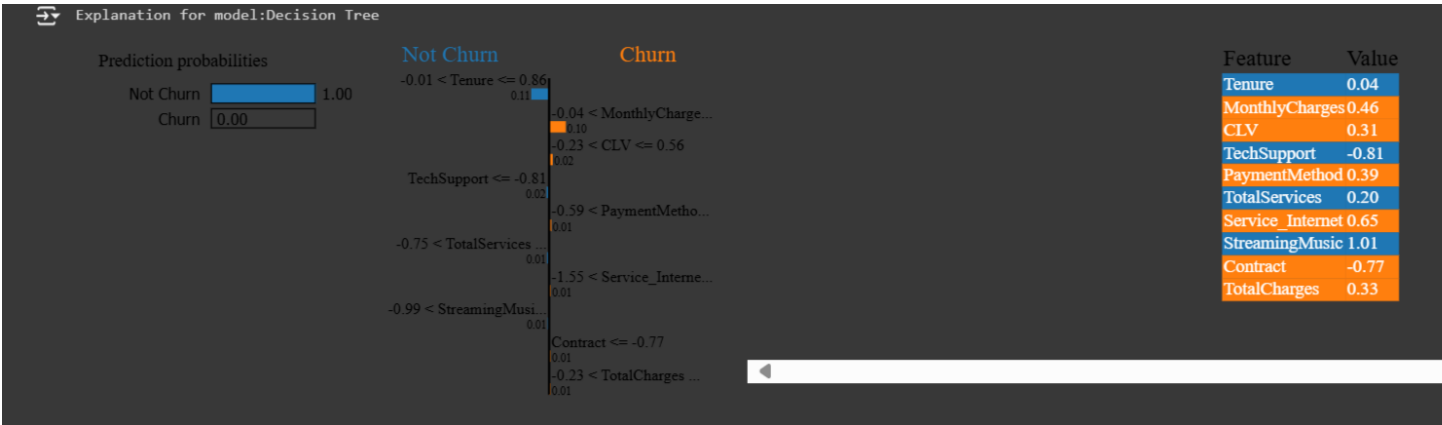 Explanation for model:Decision Tree
Prediction probabilities
Not Churn 1.00
Churn 0.00
Not Churn Churn
-0.01 < Tenure <= 0.86
0.11
-0.04 < MonthlyCharge...
0.10
-0.23 < CLV <= 0.56
0.02
TechSupport <= -0.81
0.02
-0.59 < PaymentMetho...
0.01
-0.75 < TotalServices ...
0.01
-1.55 < Service_Interne...
0.01
-0.99 < StreamingMusi...
0.01
Contract <= -0.77
0.01
-0.23 < TotalCharges ...
0.01
Feature Value
Tenure 0.04
MonthlyCharges 0.46
CLV 0.31
TechSupport -0.81
PaymentMethod 0.39
TotalServices 0.20
Service_Internet 0.65
StreamingMusic 1.01
Contract -0.77
TotalCharges 0.33